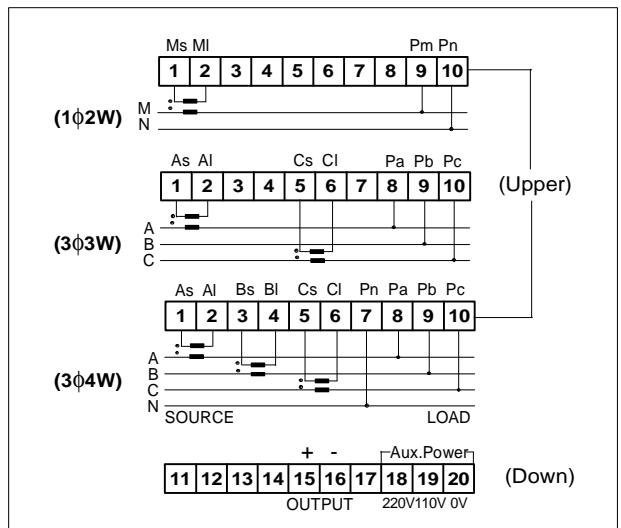 Ms Ml Pm Pn
1 2 3 4 5 6 7 8 9 10
M
(1ϕ2W)
N
As Al Cs Cl Pa Pb Pc
1 2 3 4 5 6 7 8 9 10
(Upper)
A
(3ϕ3W)
B
C
As Al Bs Bl Cs Cl Pn Pa Pb Pc
1 2 3 4 5 6 7 8 9 10
A
B
(3ϕ4W)
C
N
SOURCE LOAD
+ - Aux.Power
11 12 13 14 15 16 17 18 19 20
(Down)
OUTPUT 220V110V 0V